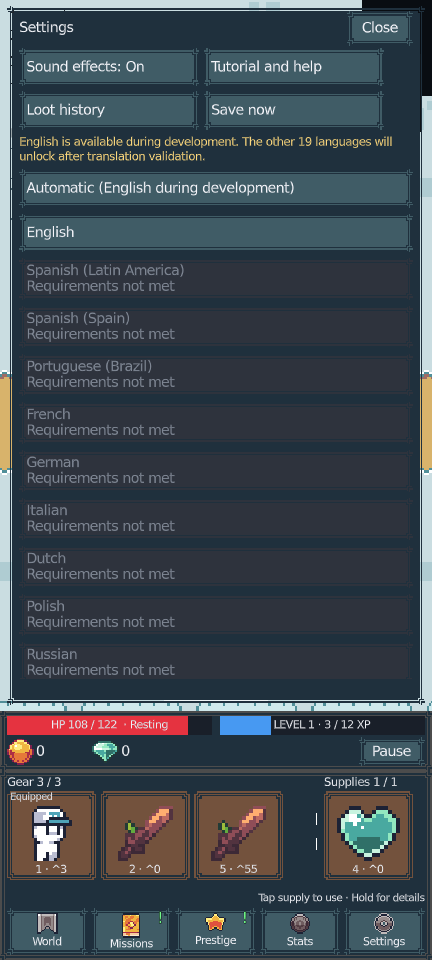 Settings
Close
Sound effects: On
Tutorial and help
Loot history
Save now
English is available during development. The other 19 languages will
unlock after translation validation.
Automatic (English during development)
English
Spanish (Latin America)
Requirements not met
Spanish (Spain)
Requirements not met
Portuguese (Brazil)
Requirements not met
French
Requirements not met
German
Requirements not met
Italian
Requirements not met
Dutch
Requirements not met
Polish
Requirements not met
Russian
Requirements not met
HP 108 / 122 · Resting
LEVEL 1 · 3 / 12 XP
0
0
Pause
Gear 3 / 3
Supplies 1 / 1
Equipped
1 · ^3
2 · ^0
5 · ^55
4 · ^0
Tap supply to use · Hold for details
World
Missions
!
Prestige
!
Stats
Settings